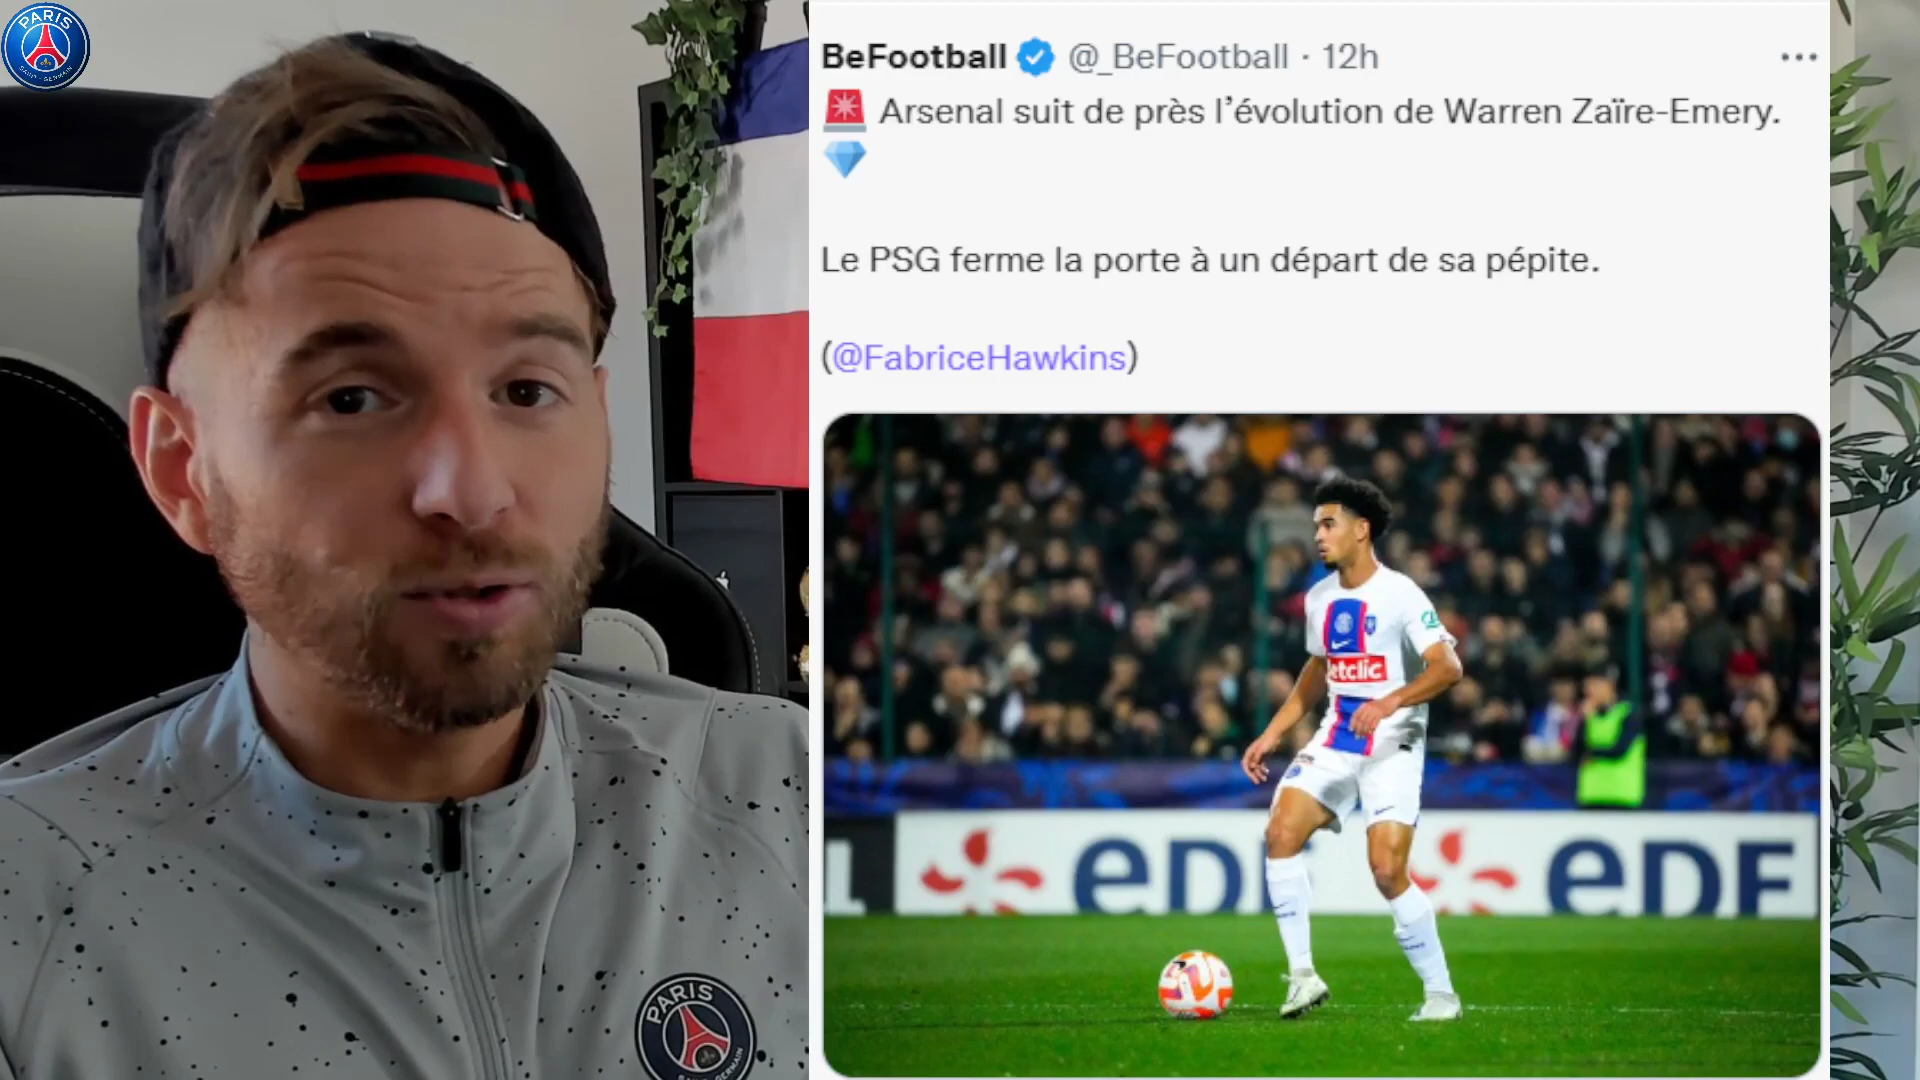 PARIS
SAINT-GERMAIN
BeFootball @_BeFootball · 12h
🚨 Arsenal suit de près l’évolution de Warren Zaïre-Emery.
💎
Le PSG ferme la porte à un départ de sa pépite.
(@FabriceHawkins)
etclic
eDF
eDF
PARIS